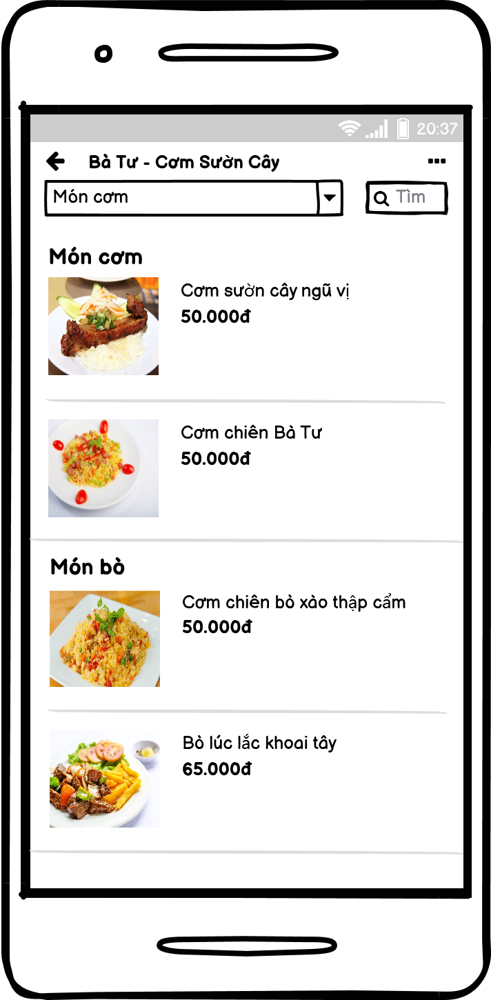 20:37
Bà Tư - Cơm Sườn Cây
Món cơm
Tìm
Món cơm
Cơm sườn cây ngũ vị
50.000đ
Cơm chiên Bà Tư
50.000đ
Món bò
Cơm chiên bò xào thập cẩm
50.000đ
Bò lúc lắc khoai tây
65.000đ